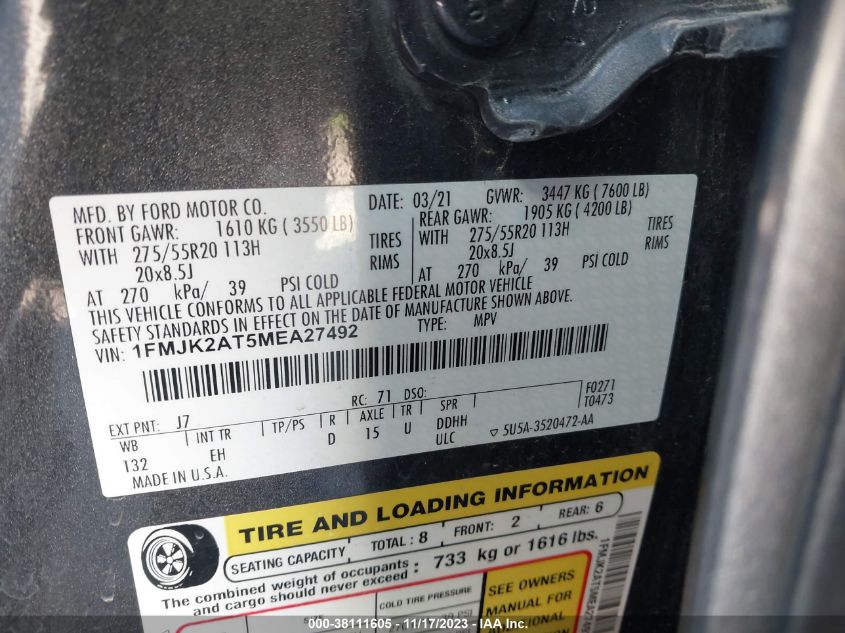 MFD. BY FORD MOTOR CO. DATE: 03/21 GVWR: 3447 KG ( 7600 LB)
FRONT GAWR: 1610 KG ( 3550 LB) REAR GAWR: 1905 KG ( 4200 LB)
WITH 275/55R20 113H TIRES WITH 275/55R20 113H TIRES
20x8.5J RIMS 20x8.5J RIMS
AT 270 kPa/ 39 PSI COLD AT 270 kPa/ 39 PSI COLD
THIS VEHICLE CONFORMS TO ALL APPLICABLE FEDERAL MOTOR VEHICLE
SAFETY STANDARDS IN EFFECT ON THE DATE OF MANUFACTURE SHOWN ABOVE.
VIN: 1FMJK2AT5MEA27492 TYPE: MPV
EXT PNT: J7 RC: 71 DSO: F0271
WB INT TR TP/PS R AXLE TR SPR T0473
132 EH D 15 U DDHH
ULC 5U5A-3520472-AA
MADE IN U.S.A.
TIRE AND LOADING INFORMATION
SEATING CAPACITY TOTAL : 8 FRONT: 2 REAR: 6
The combined weight of occupants
and cargo should never exceed : 733 kg or 1616 lbs.
COLD TIRE PRESSURE
SEE OWNERS
MANUAL FOR
000-38111605 - 11/17/2023 - IAA Inc.